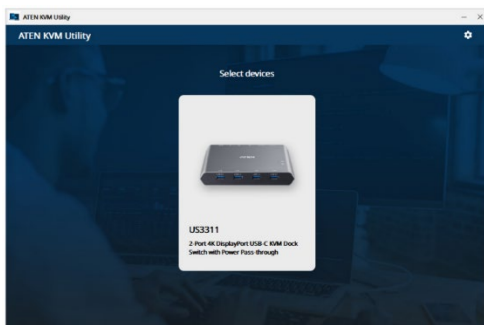 ATEN KVM Utility
ATEN KVM Utility
Select devices
ATEN
US3311
2-Port 4K DisplayPort USB-C KVM Dock
Switch with Power Pass-through